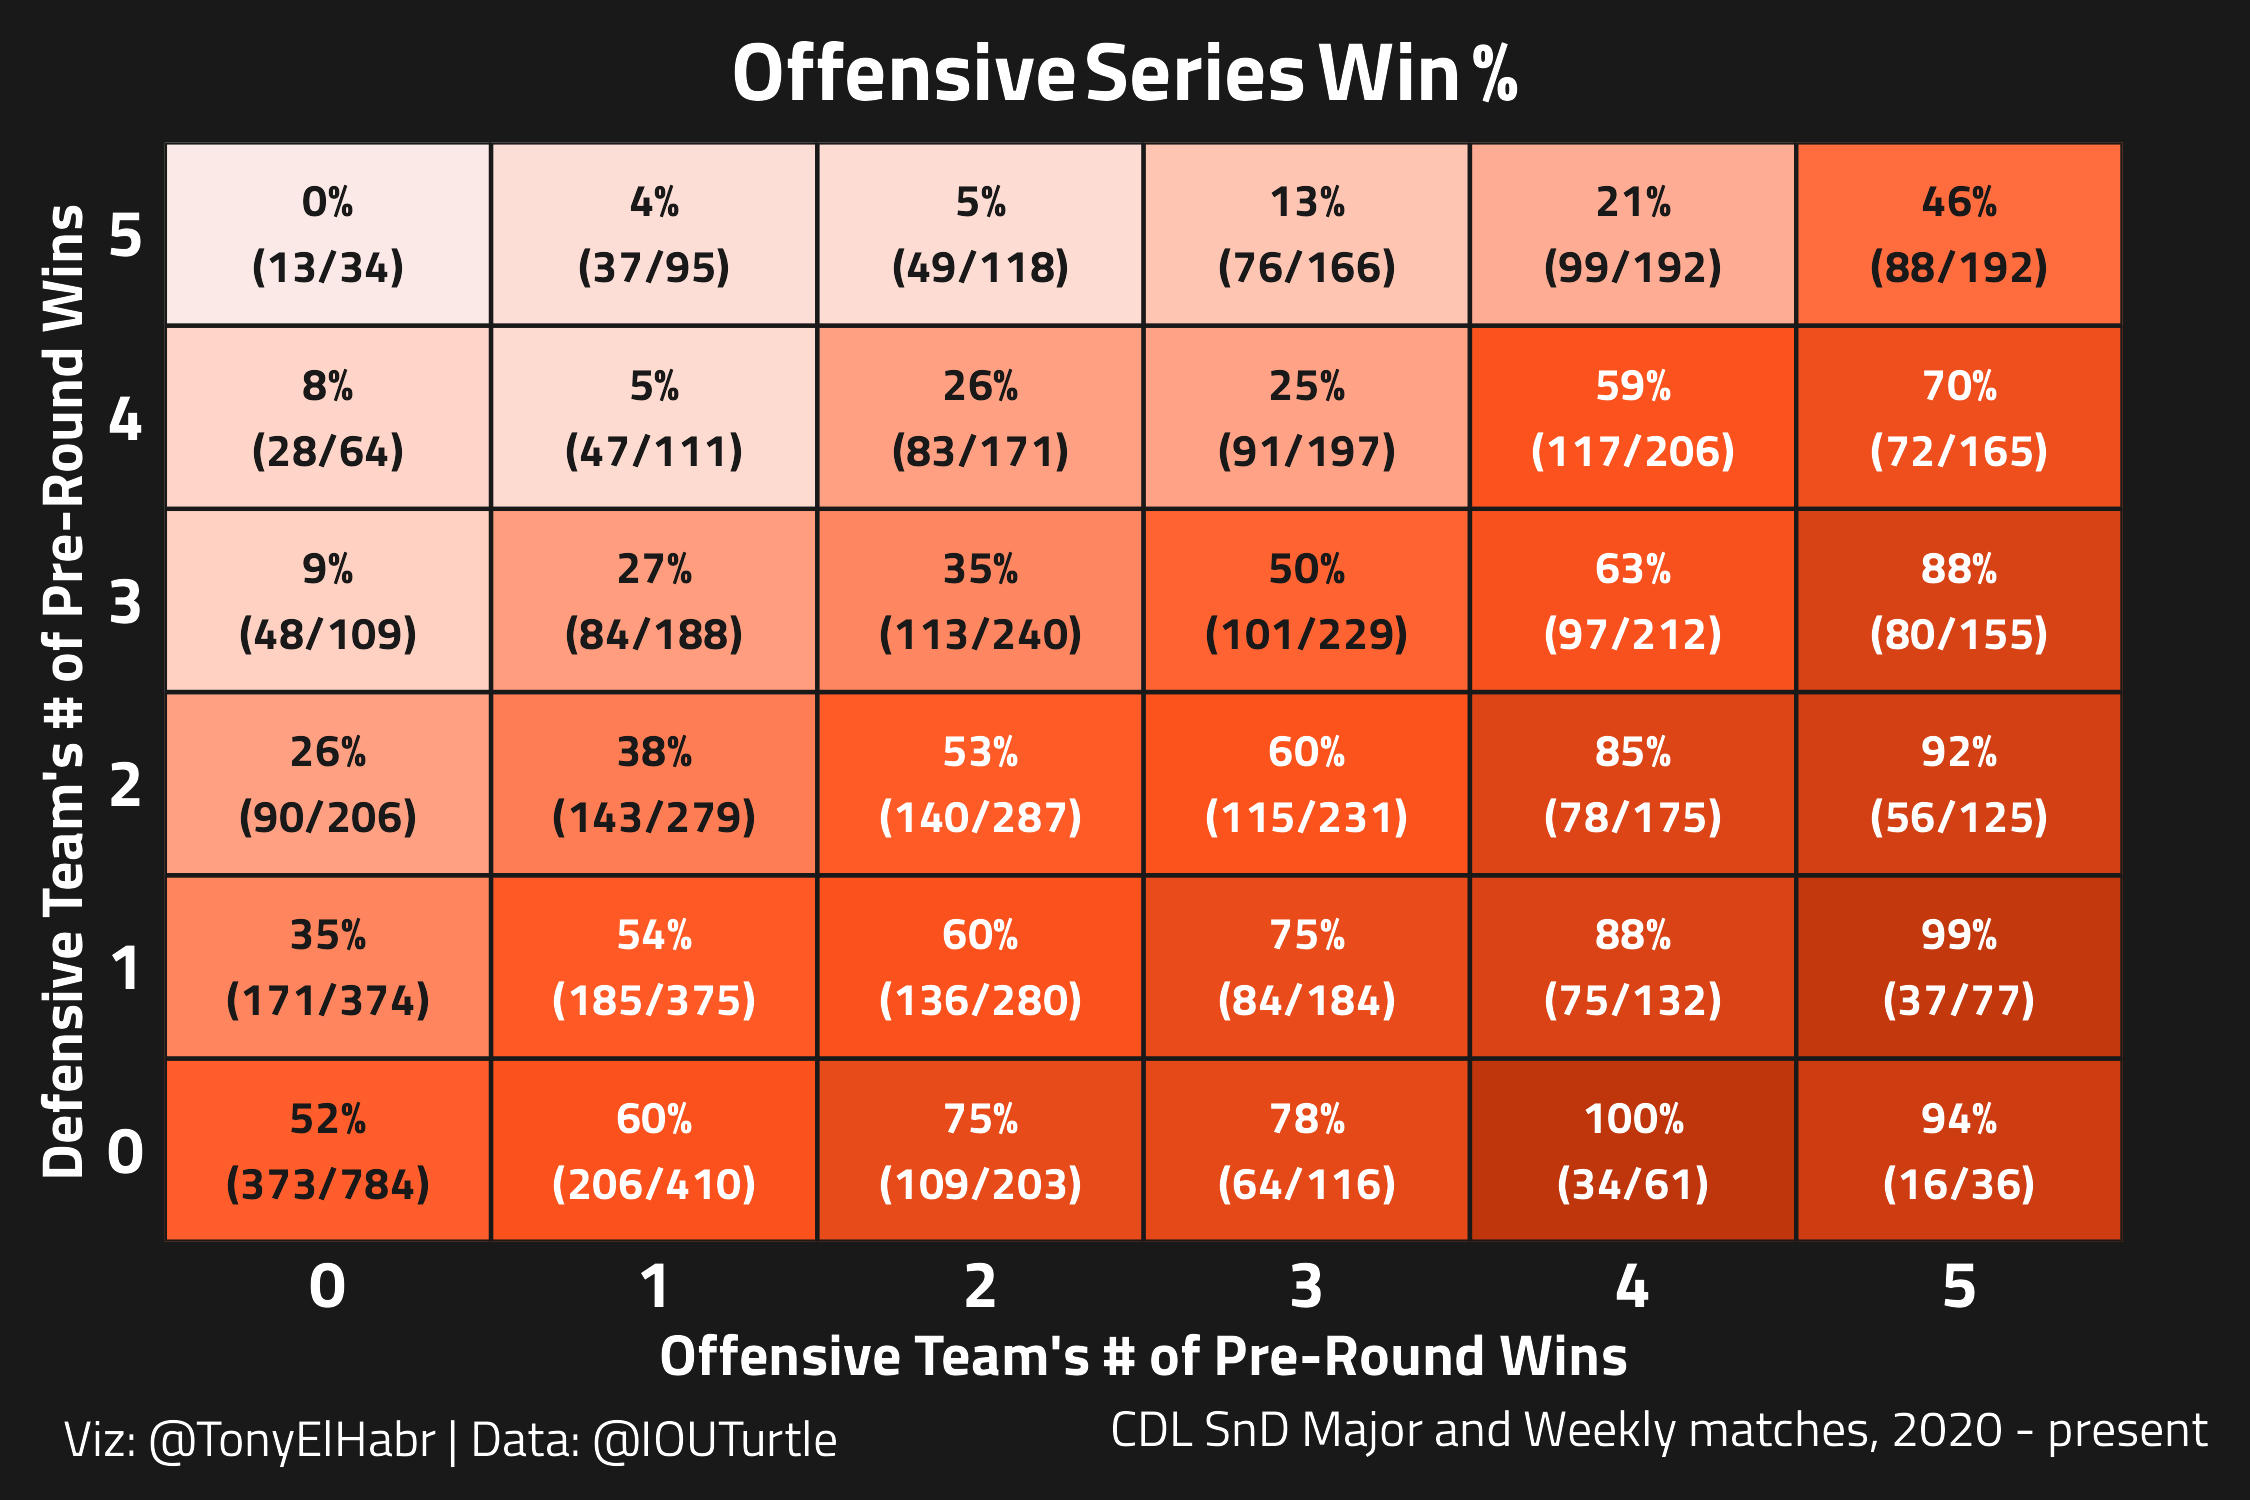 Offensive Series Win %
Defensive Team's # of Pre-Round Wins
5
0% 4% 5% 13% 21% 46%
(13/34) (37/95) (49/118) (76/166) (99/192) (88/192)
4
8% 5% 26% 25% 59% 70%
(28/64) (47/111) (83/171) (91/197) (117/206) (72/165)
3
9% 27% 35% 50% 63% 88%
(48/109) (84/188) (113/240) (101/229) (97/212) (80/155)
2
26% 38% 53% 60% 85% 92%
(90/206) (143/279) (140/287) (115/231) (78/175) (56/125)
1
35% 54% 60% 75% 88% 99%
(171/374) (185/375) (136/280) (84/184) (75/132) (37/77)
0
52% 60% 75% 78% 100% 94%
(373/784) (206/410) (109/203) (64/116) (34/61) (16/36)
0 1 2 3 4 5
Offensive Team's # of Pre-Round Wins
Viz: @TonyElHabr | Data: @IOUTurtle
CDL SnD Major and Weekly matches, 2020 - present